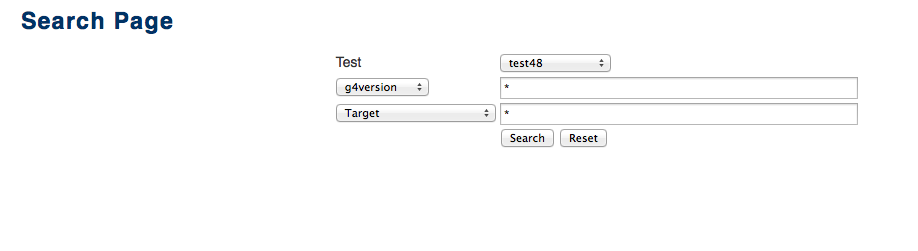 Search Page
Test test48
g4version *
Target *
Search Reset